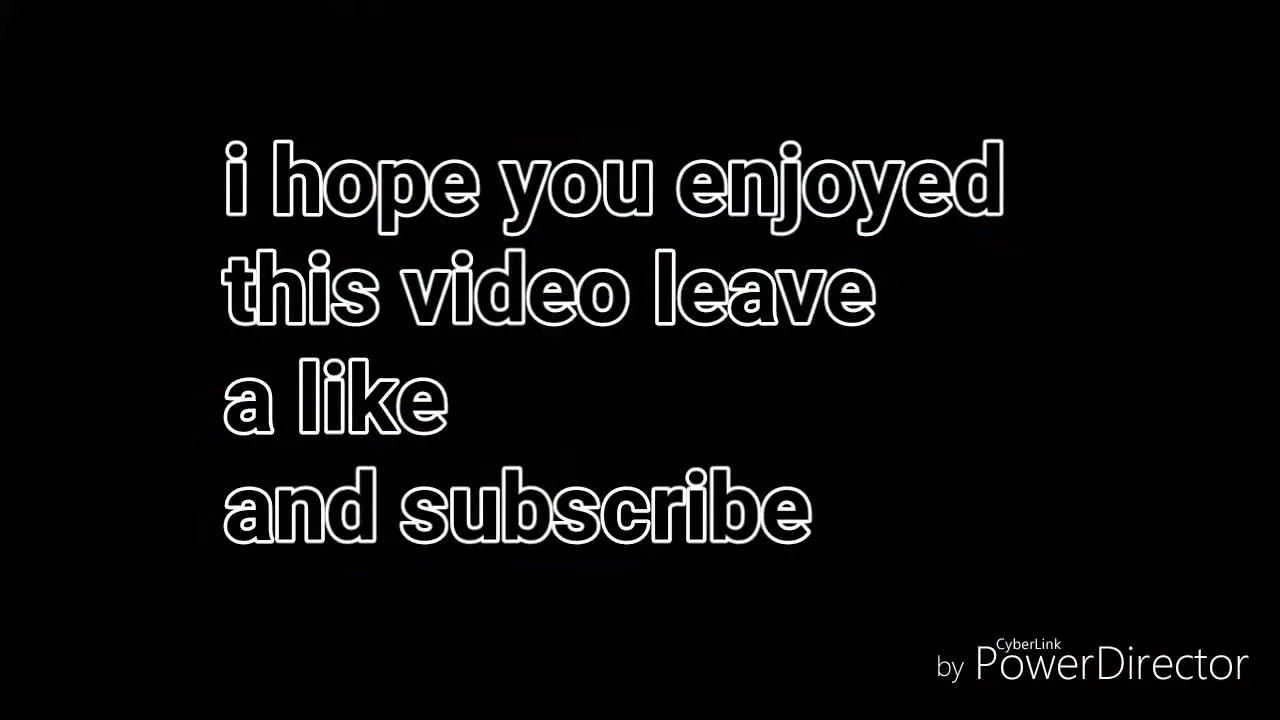 i hope you enjoyed
this video leave
a like
and subscribe
CyberLink
by PowerDirector